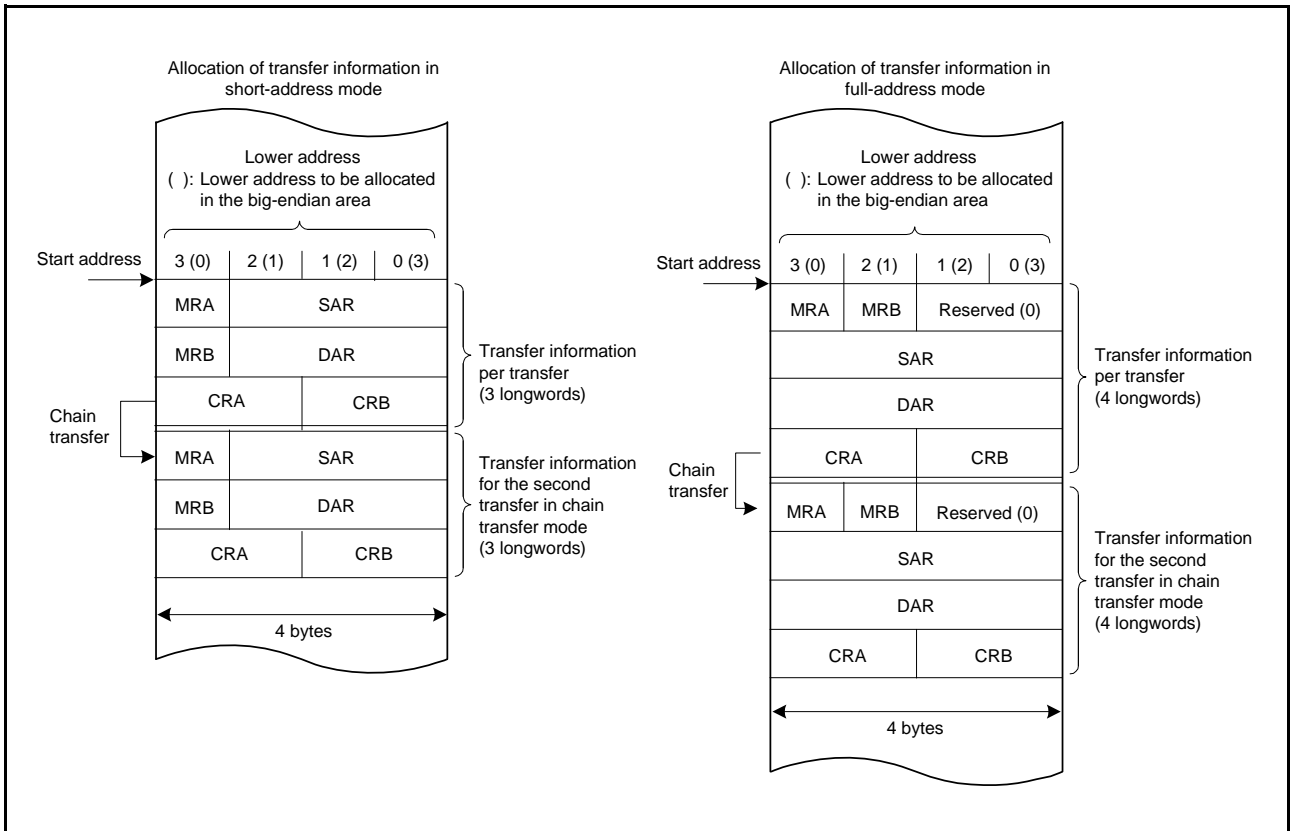 Allocation of transfer information in
short-address mode
Lower address
( ): Lower address to be allocated
in the big-endian area
Start address
3 (0) 2 (1) 1 (2) 0 (3)
MRA SAR
MRB DAR
CRA CRB
Transfer information
per transfer
(3 longwords)
Chain
transfer
MRA SAR
MRB DAR
CRA CRB
Transfer information
for the second
transfer in chain
transfer mode
(3 longwords)
4 bytes
Allocation of transfer information in
full-address mode
Lower address
( ): Lower address to be allocated
in the big-endian area
Start address
3 (0) 2 (1) 1 (2) 0 (3)
MRA MRB Reserved (0)
SAR
DAR
CRA CRB
Transfer information
per transfer
(4 longwords)
Chain
transfer
MRA MRB Reserved (0)
SAR
DAR
CRA CRB
Transfer information
for the second
transfer in chain
transfer mode
(4 longwords)
4 bytes